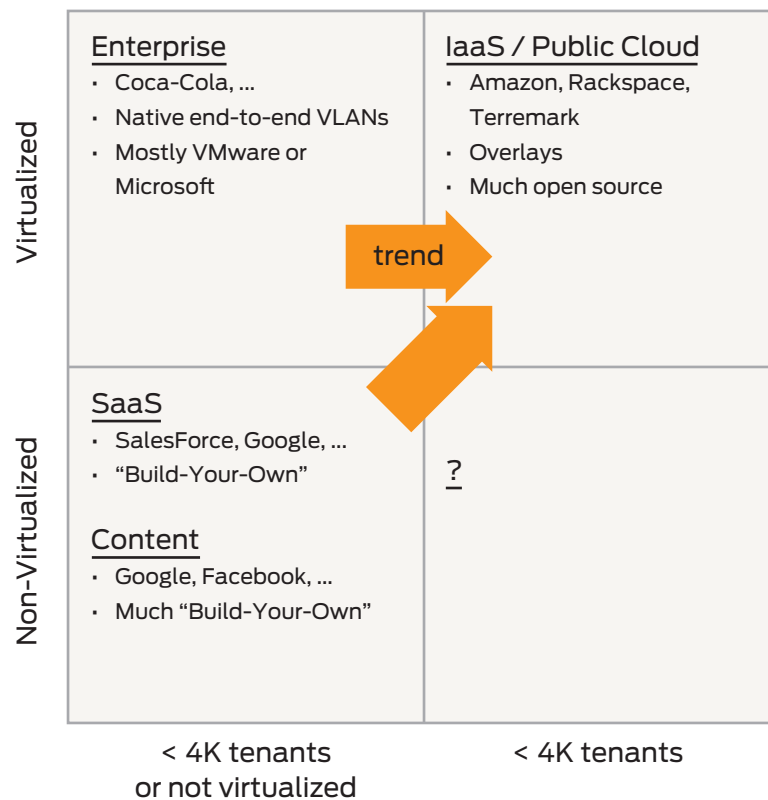 Virtualized
Enterprise
· Coca-Cola, ...
· Native end-to-end VLANs
· Mostly VMware or
Microsoft
IaaS / Public Cloud
· Amazon, Rackspace,
Terremark
· Overlays
· Much open source
trend
Non-Virtualized
SaaS
· SalesForce, Google, ...
· “Build-Your-Own”
Content
· Google, Facebook, ...
· Much “Build-Your-Own”
?
< 4K tenants
or not virtualized
< 4K tenants